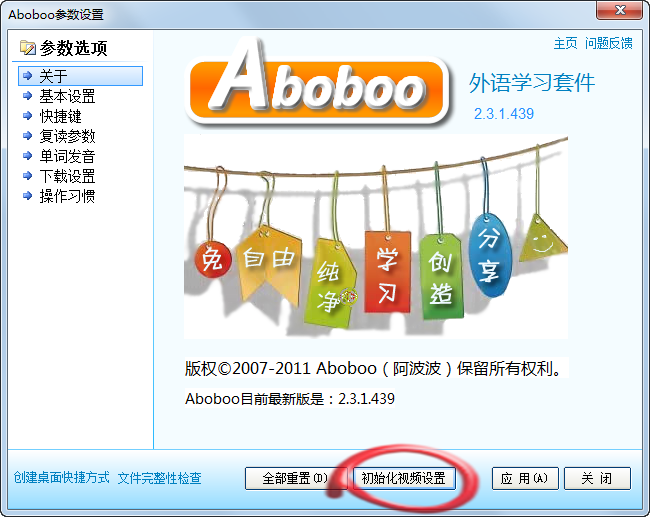 Aboboo参数设置
参数选项
关于
基本设置
快捷键
复读参数
单词发音
下载设置
操作习惯
主页 问题反馈
Aboboo
外语学习套件
2.3.1.439
免 自由 纯净 学习 创造 分享
版权©2007-2011 Aboboo（阿波波）保留所有权利。
Aboboo目前最新版是：2.3.1.439
创建桌面快捷方式 文件完整性检查 全部重置(D) 初始化视频设置 应 用(A) 关 闭